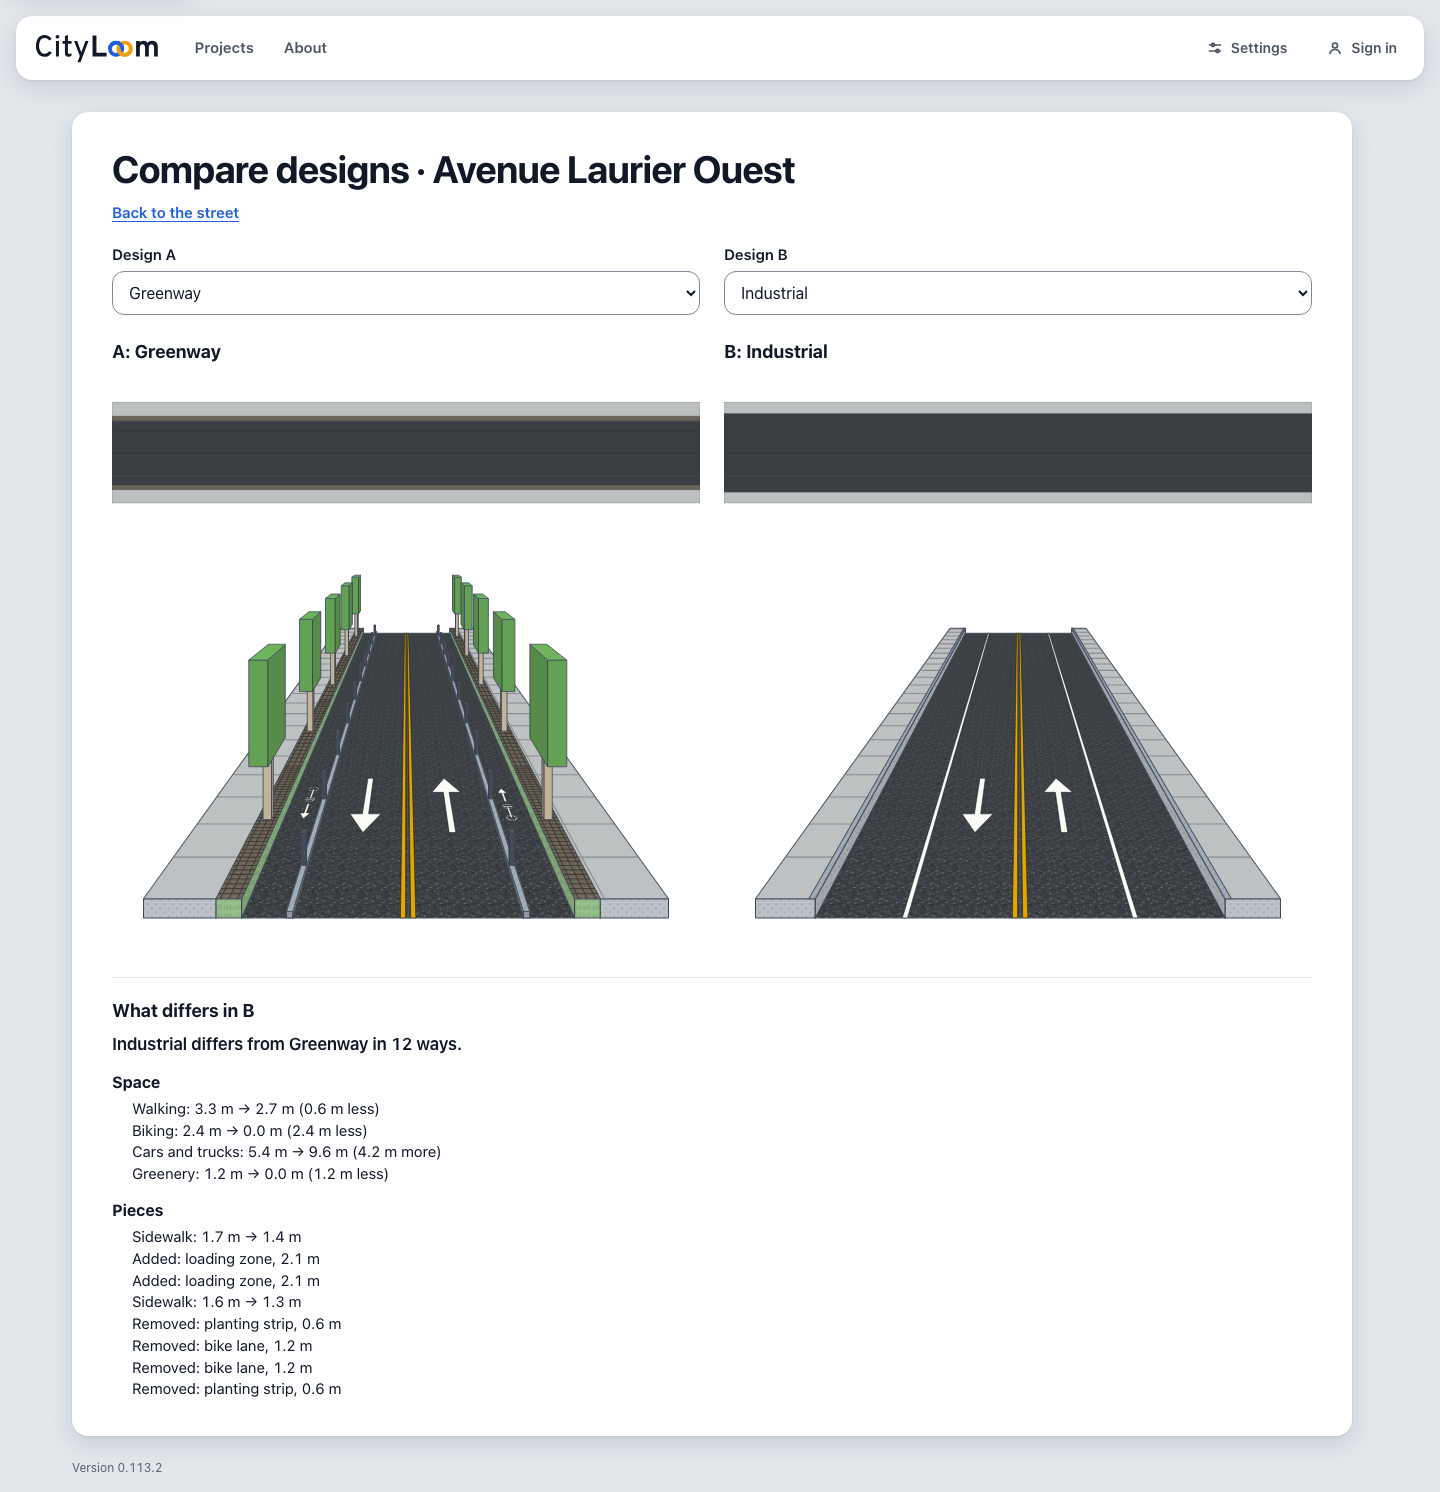 CityLoom
Projects
About
Settings
Sign in
Compare designs · Avenue Laurier Ouest
Back to the street
Design A
Greenway
Design B
Industrial
A: Greenway
B: Industrial
What differs in B
Industrial differs from Greenway in 12 ways.
Space
Walking: 3.3 m → 2.7 m (0.6 m less)
Biking: 2.4 m → 0.0 m (2.4 m less)
Cars and trucks: 5.4 m → 9.6 m (4.2 m more)
Greenery: 1.2 m → 0.0 m (1.2 m less)
Pieces
Sidewalk: 1.7 m → 1.4 m
Added: loading zone, 2.1 m
Added: loading zone, 2.1 m
Sidewalk: 1.6 m → 1.3 m
Removed: planting strip, 0.6 m
Removed: bike lane, 1.2 m
Removed: bike lane, 1.2 m
Removed: planting strip, 0.6 m
Version 0.113.2